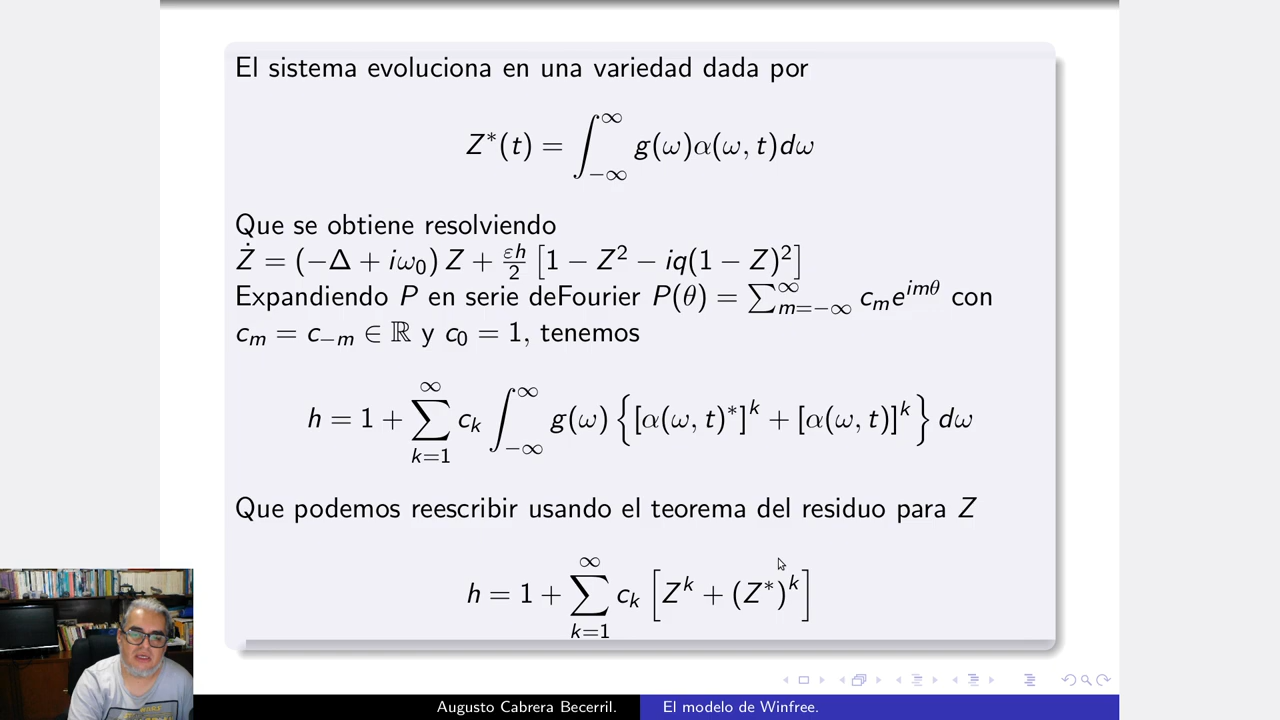 El sistema evoluciona en una variedad dada por
Z*(t) = ∫_{−∞}^{∞} g(ω)α(ω, t)dω
Que se obtiene resolviendo
Ż = (−Δ + iω₀) Z + εh/2 [1 − Z² − iq(1 − Z)²]
Expandiendo P en serie deFourier P(θ) = ∑_{m=−∞}^{∞} c_m e^{imθ} con
c_m = c_{−m} ∈ ℝ y c₀ = 1, tenemos
h = 1 + ∑_{k=1}^{∞} c_k ∫_{−∞}^{∞} g(ω) {[α(ω, t)*]^k + [α(ω, t)]^k} dω
Que podemos reescribir usando el teorema del residuo para Z
h = 1 + ∑_{k=1}^{∞} c_k [Z^k + (Z*)^k]
Augusto Cabrera Becerril. El modelo de Winfree.